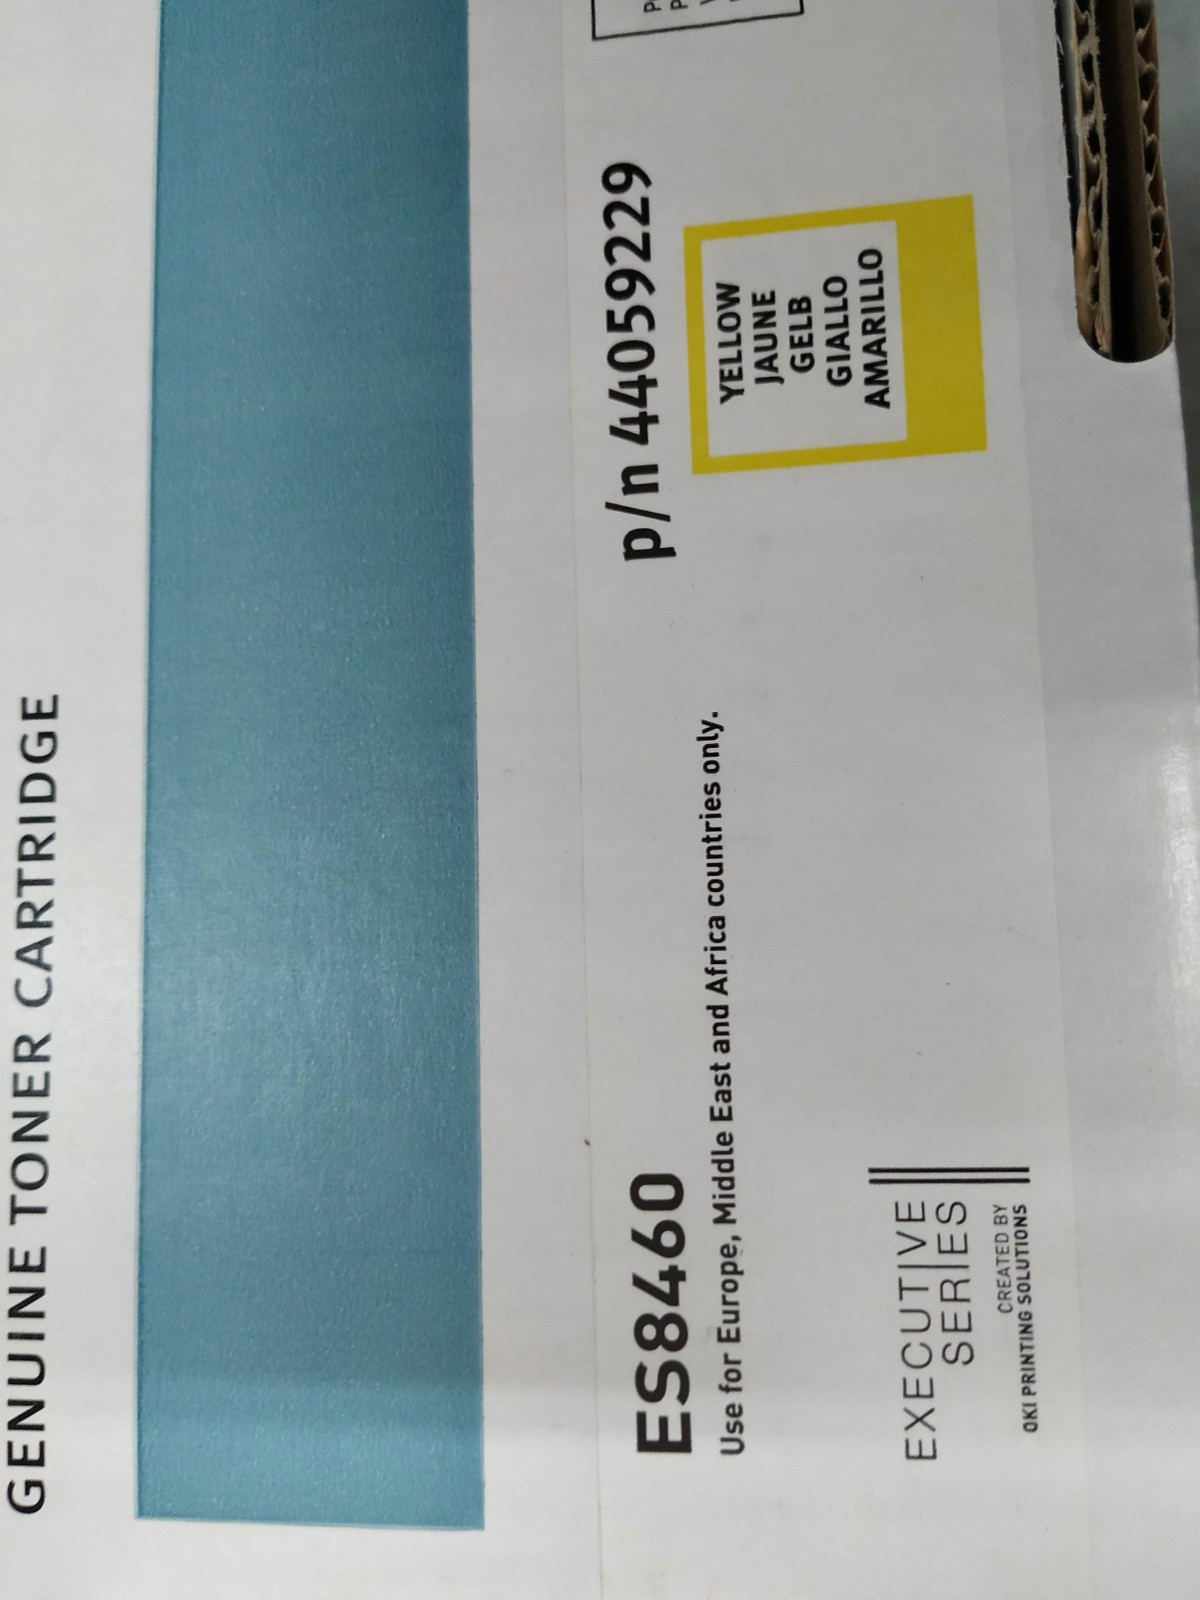 GENUINE TONER CARTRIDGE
ES8460
Use for Europe, Middle East and Africa countries only.
p/n 44059229
YELLOW
JAUNE
GELB
GIALLO
AMARILLO
EXECUTIVE
SERIES
CREATED BY
OKI PRINTING SOLUTIONS